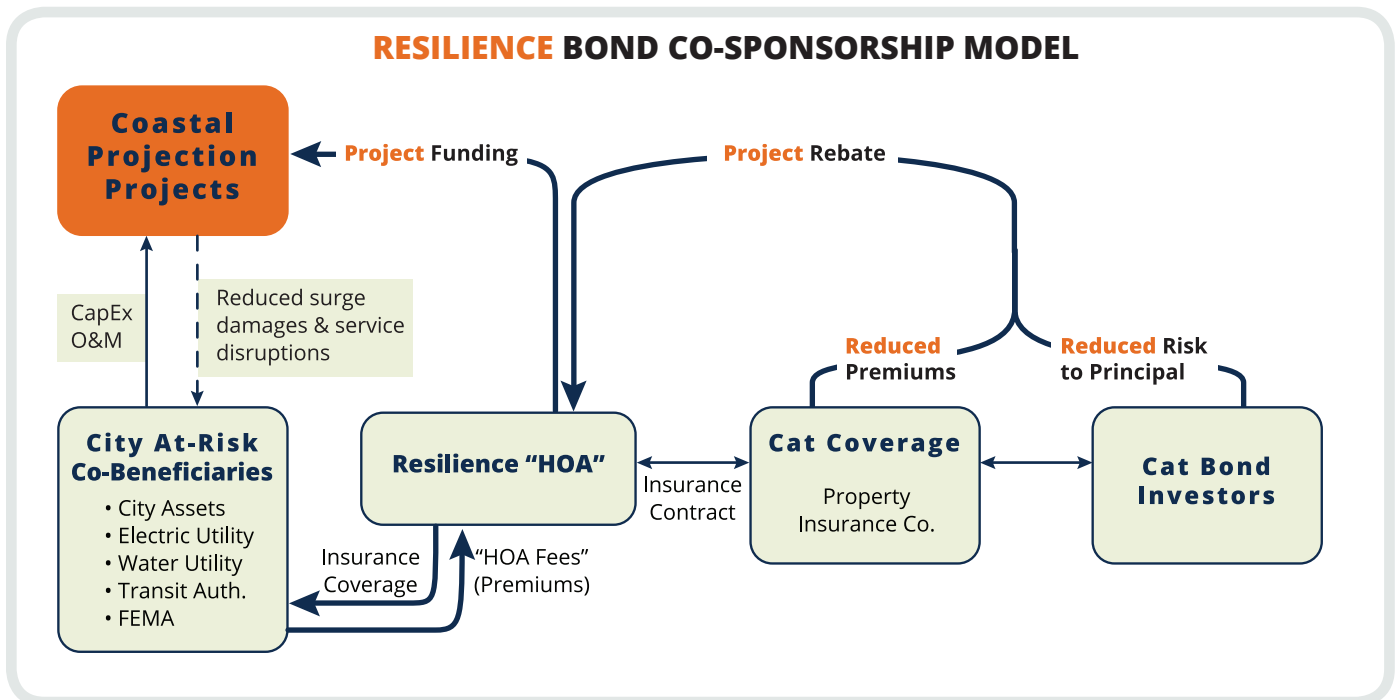 RESILIENCE BOND CO-SPONSORSHIP MODEL
Coastal
Projection
Projects
Project Funding
Project Rebate
CapEx
O&M
Reduced surge
damages & service
disruptions
Reduced
Premiums
Reduced Risk
to Principal
City At-Risk
Co-Beneficiaries
• City Assets
• Electric Utility
• Water Utility
• Transit Auth.
• FEMA
Resilience “HOA”
Insurance
Contract
Cat Coverage
Property
Insurance Co.
Cat Bond
Investors
Insurance
Coverage
“HOA Fees”
(Premiums)